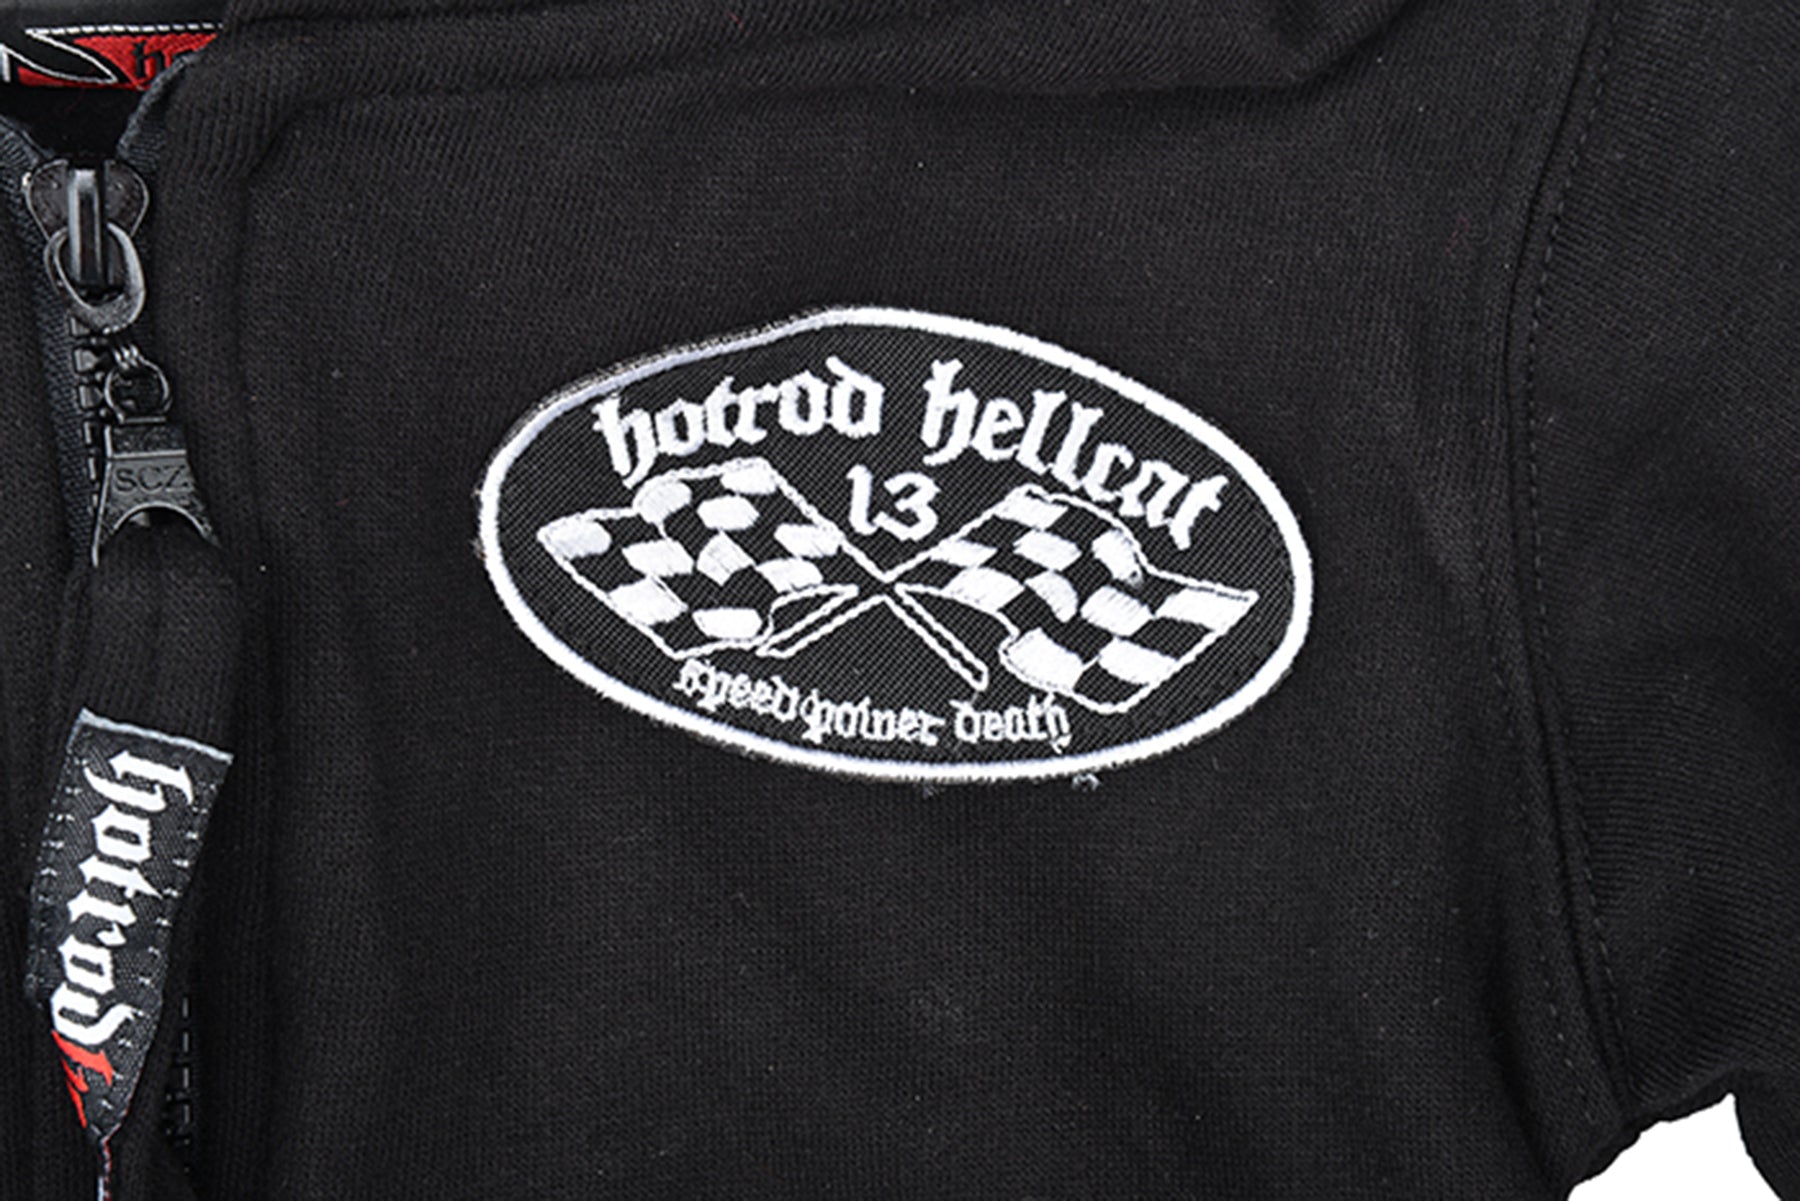 hotrod hellcat
13
speed power death
SCZ
hotrod